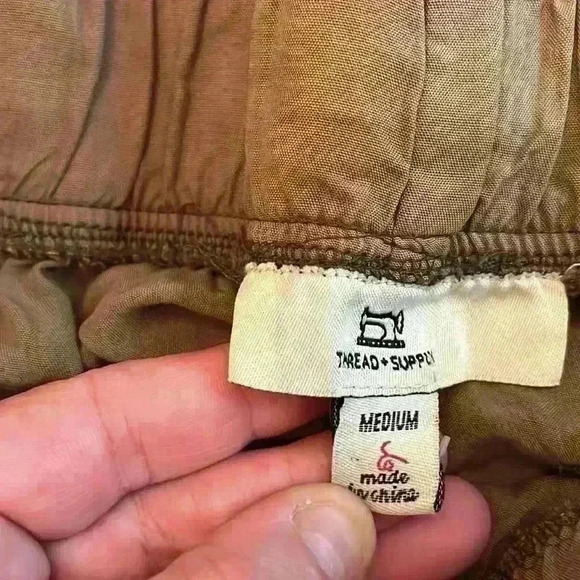 THREAD + SUPPLY
MEDIUM
made
in china